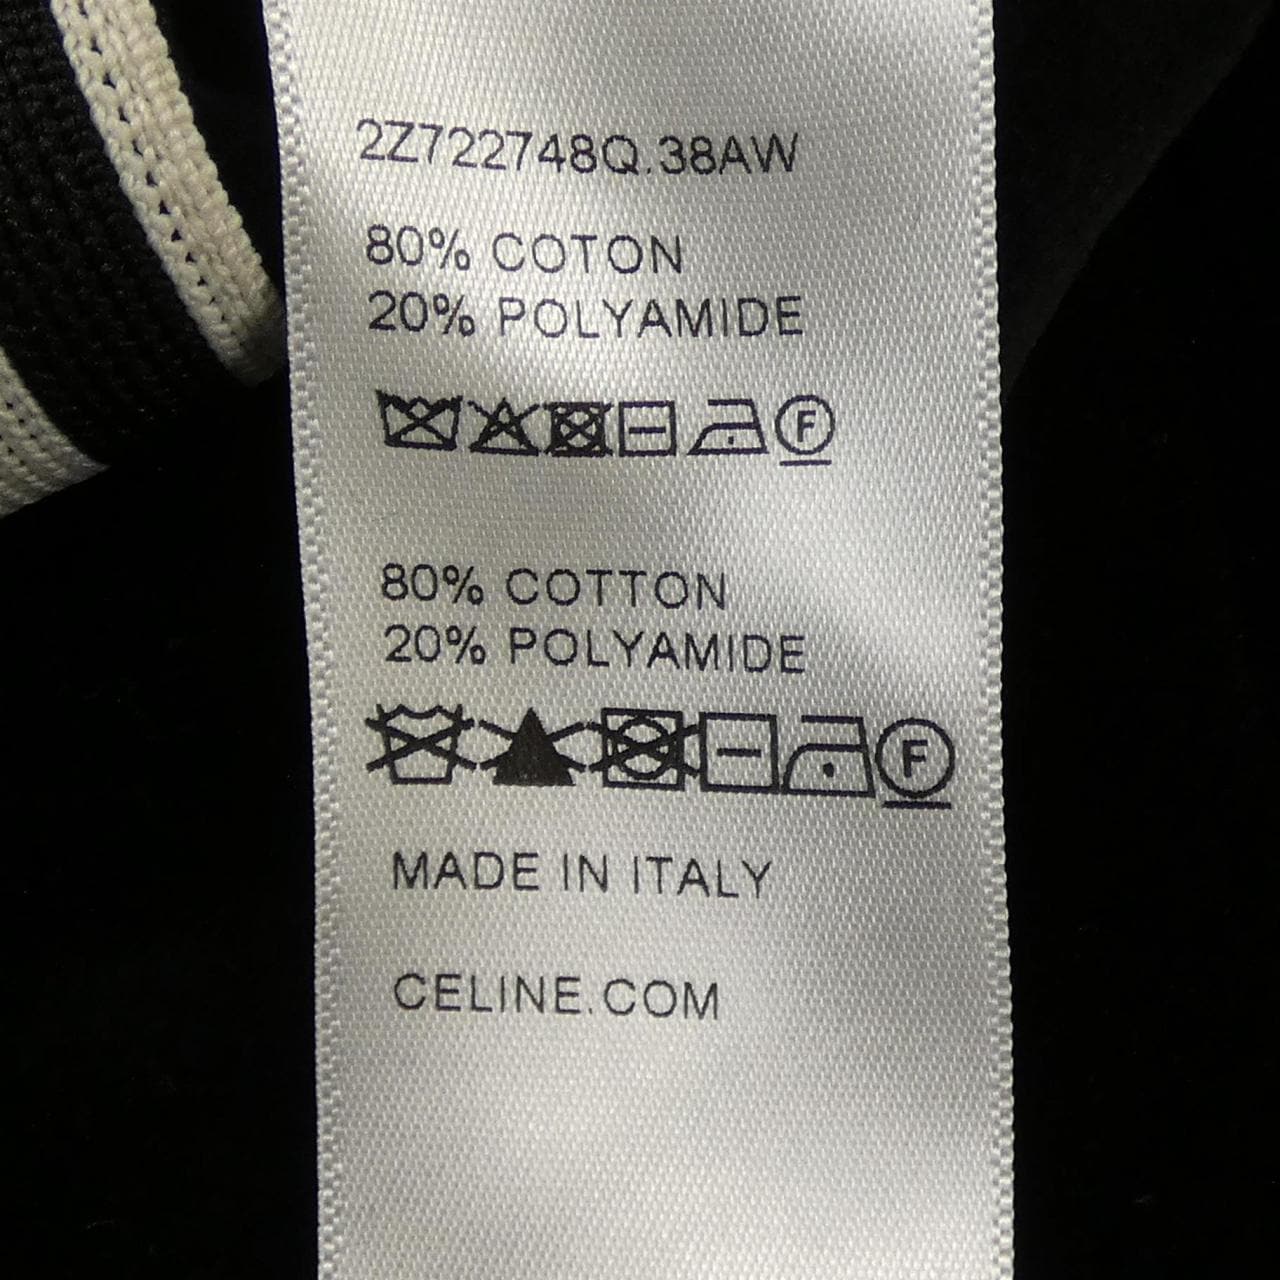 2Z722748Q.38AW
80% COTON
20% POLYAMIDE
F
80% COTTON
20% POLYAMIDE
F
MADE IN ITALY
CELINE.COM